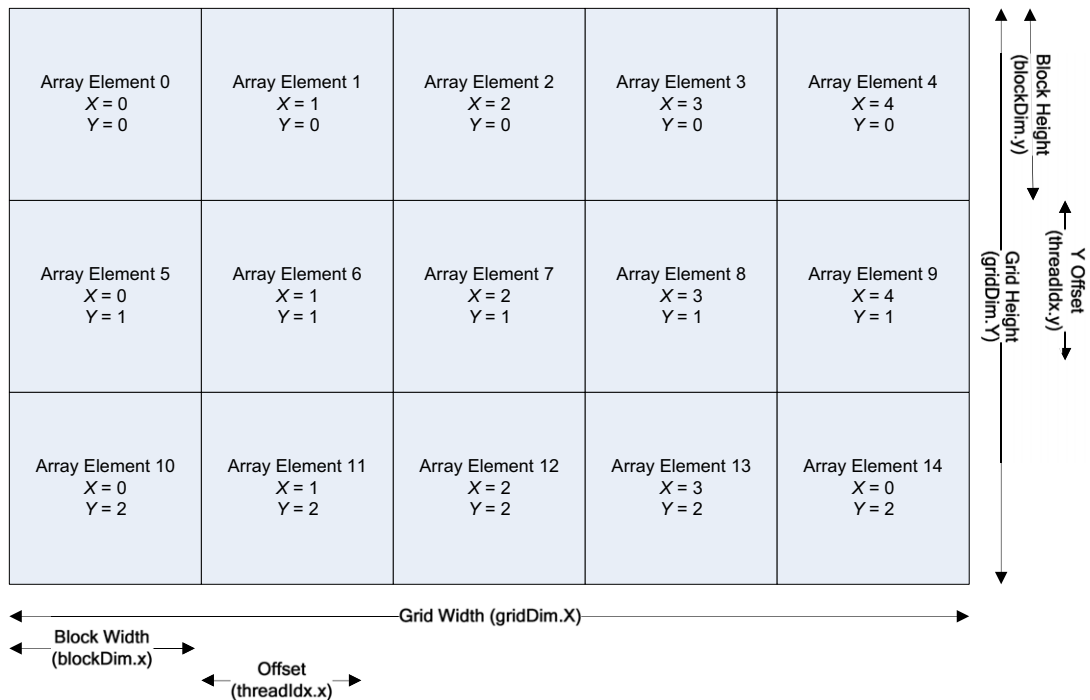 Array Element 0
X = 0
Y = 0
Array Element 1
X = 1
Y = 0
Array Element 2
X = 2
Y = 0
Array Element 3
X = 3
Y = 0
Array Element 4
X = 4
Y = 0
Array Element 5
X = 0
Y = 1
Array Element 6
X = 1
Y = 1
Array Element 7
X = 2
Y = 1
Array Element 8
X = 3
Y = 1
Array Element 9
X = 4
Y = 1
Array Element 10
X = 0
Y = 2
Array Element 11
X = 1
Y = 2
Array Element 12
X = 2
Y = 2
Array Element 13
X = 3
Y = 2
Array Element 14
X = 0
Y = 2
Block Height
(blockDim.y)
Y Offset
(threadIdx.y)
Grid Height
(gridDim.Y)
Grid Width (gridDim.X)
Block Width
(blockDim.x)
Offset
(threadIdx.x)